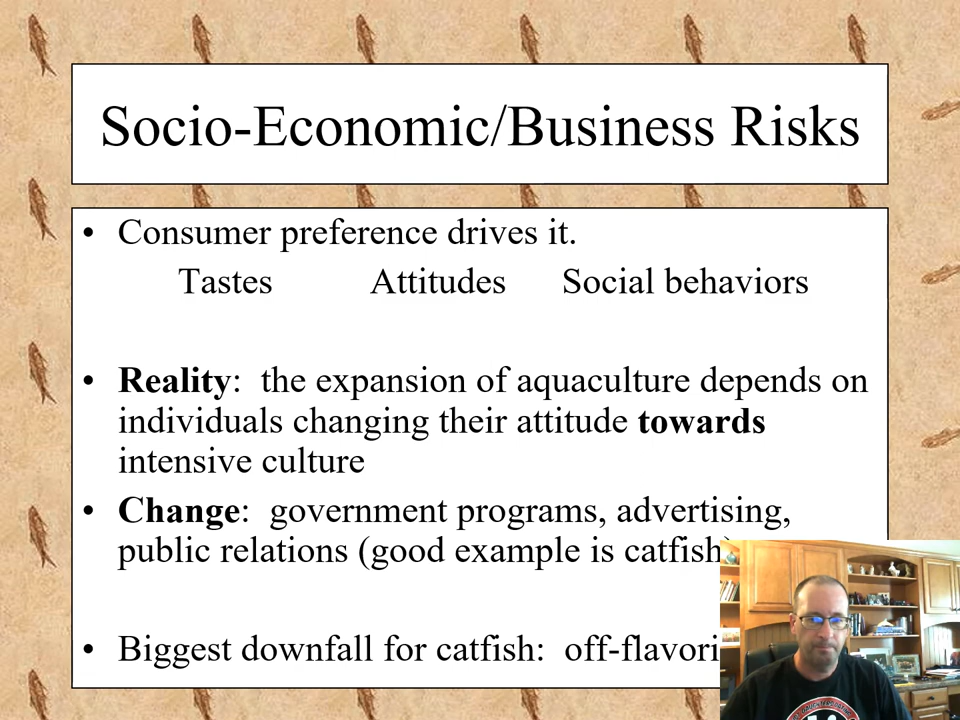 Socio-Economic/Business Risks
• Consumer preference drives it.
Tastes Attitudes Social behaviors
• Reality: the expansion of aquaculture depends on
individuals changing their attitude towards
intensive culture
• Change: government programs, advertising,
public relations (good example is catfish)
• Biggest downfall for catfish: